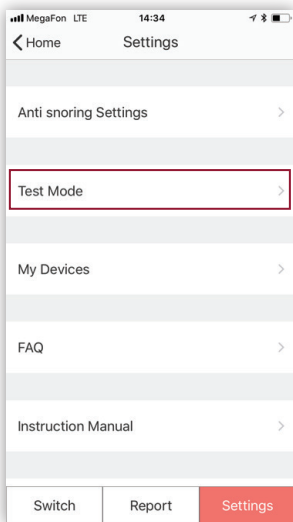 MegaFon LTE 14:34
Home Settings
Anti snoring Settings
Test Mode
My Devices
FAQ
Instruction Manual
Switch Report Settings